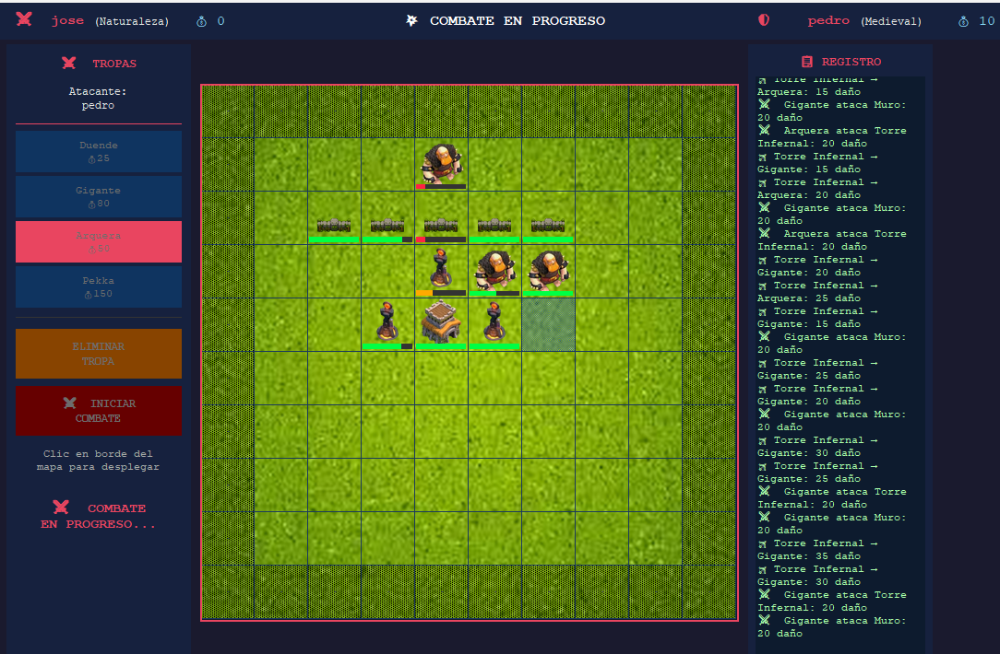 jose (Naturaleza) 0
COMBATE EN PROGRESO
pedro (Medieval) 10
TROPAS
Atacante:
pedro
Duende
25
Gigante
80
Arquera
50
Pekka
150
ELIMINAR
TROPA
INICIAR
COMBATE
Clic en borde del
mapa para desplegar
COMBATE
EN PROGRESO...
REGISTRO
Torre Infernal →
Arquera: 15 daño
Gigante ataca Muro:
20 daño
Arquera ataca Torre
Infernal: 20 daño
Torre Infernal →
Gigante: 15 daño
Torre Infernal →
Arquera: 20 daño
Gigante ataca Muro:
20 daño
Arquera ataca Torre
Infernal: 20 daño
Torre Infernal →
Gigante: 20 daño
Torre Infernal →
Arquera: 25 daño
Torre Infernal →
Gigante: 15 daño
Gigante ataca Muro:
20 daño
Torre Infernal →
Gigante: 25 daño
Torre Infernal →
Gigante: 20 daño
Gigante ataca Muro:
20 daño
Torre Infernal →
Gigante: 30 daño
Torre Infernal →
Gigante: 25 daño
Gigante ataca Torre
Infernal: 20 daño
Gigante ataca Muro:
20 daño
Torre Infernal →
Gigante: 35 daño
Torre Infernal →
Gigante: 30 daño
Gigante ataca Torre
Infernal: 20 daño
Gigante ataca Muro:
20 daño